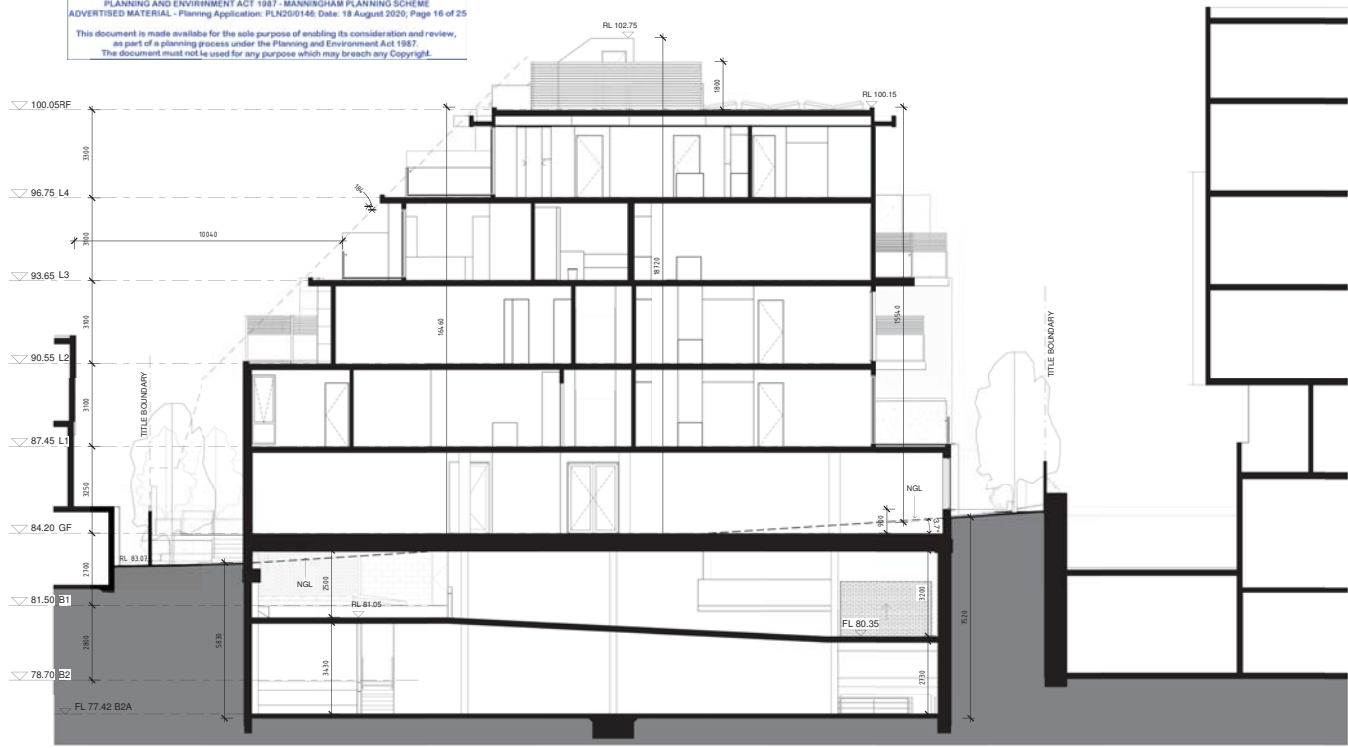 PLANNING AND ENVIRONMENT ACT 1987 - MANNINGHAM PLANNING SCHEME
ADVERTISED MATERIAL - Planning Application: PLN20/0146; Date: 18 August 2020; Page 16 of 25
This document is made available for the sole purpose of enabling its consideration and review,
as part of a planning process under the Planning and Environment Act 1987.
The document must not be used for any purpose which may breach any Copyright.
RL 102.75
1800
RL 100.15
100.05RF
3300
96.75 L4
10040
3100
93.65 L3
18320
16460
15540
3100
90.55 L2
TITLE BOUNDARY
TITLE BOUNDARY
3100
87.45 L1
3250
NGL
900
84.20 GF
RL 83.07
2700
NGL
2500
3200
81.50 B1
RL 81.05
FL 80.35
7520
5830
2800
3430
2730
78.70 B2
FL 77.42 B2A